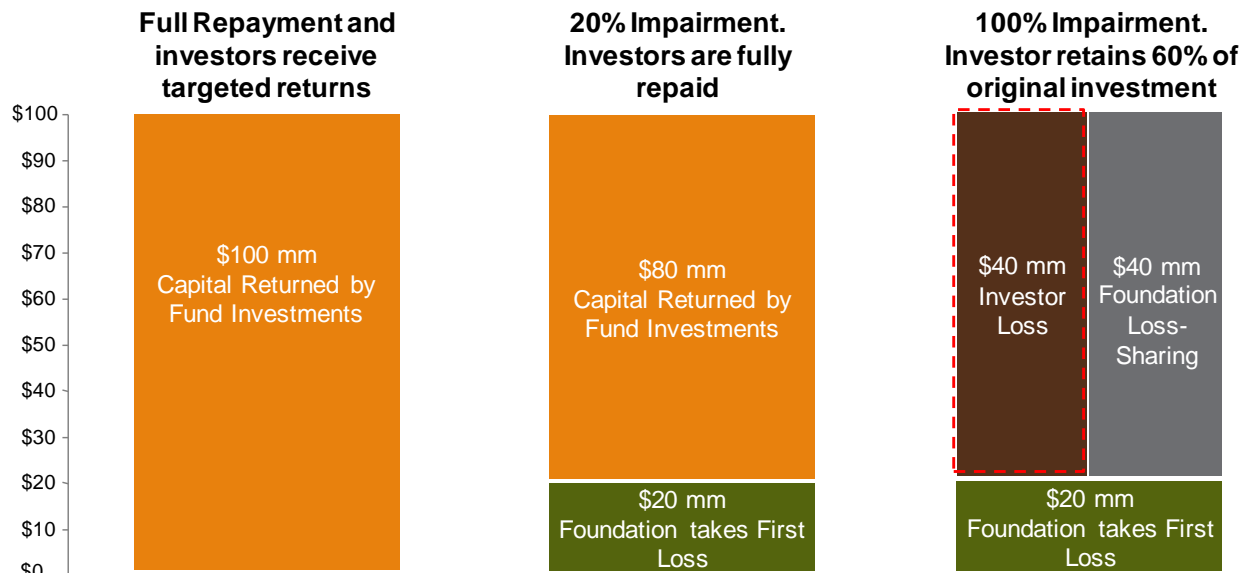 Full Repayment and
investors receive
targeted returns
20% Impairment.
Investors are fully
repaid
100% Impairment.
Investor retains 60% of
original investment
$100
$90
$80
$70
$60
$50
$40
$30
$20
$10
$0
$100 mm
Capital Returned by
Fund Investments
$80 mm
Capital Returned by
Fund Investments
$20 mm
Foundation takes First
Loss
$40 mm
Investor
Loss
$40 mm
Foundation
Loss-
Sharing
$20 mm
Foundation takes First
Loss